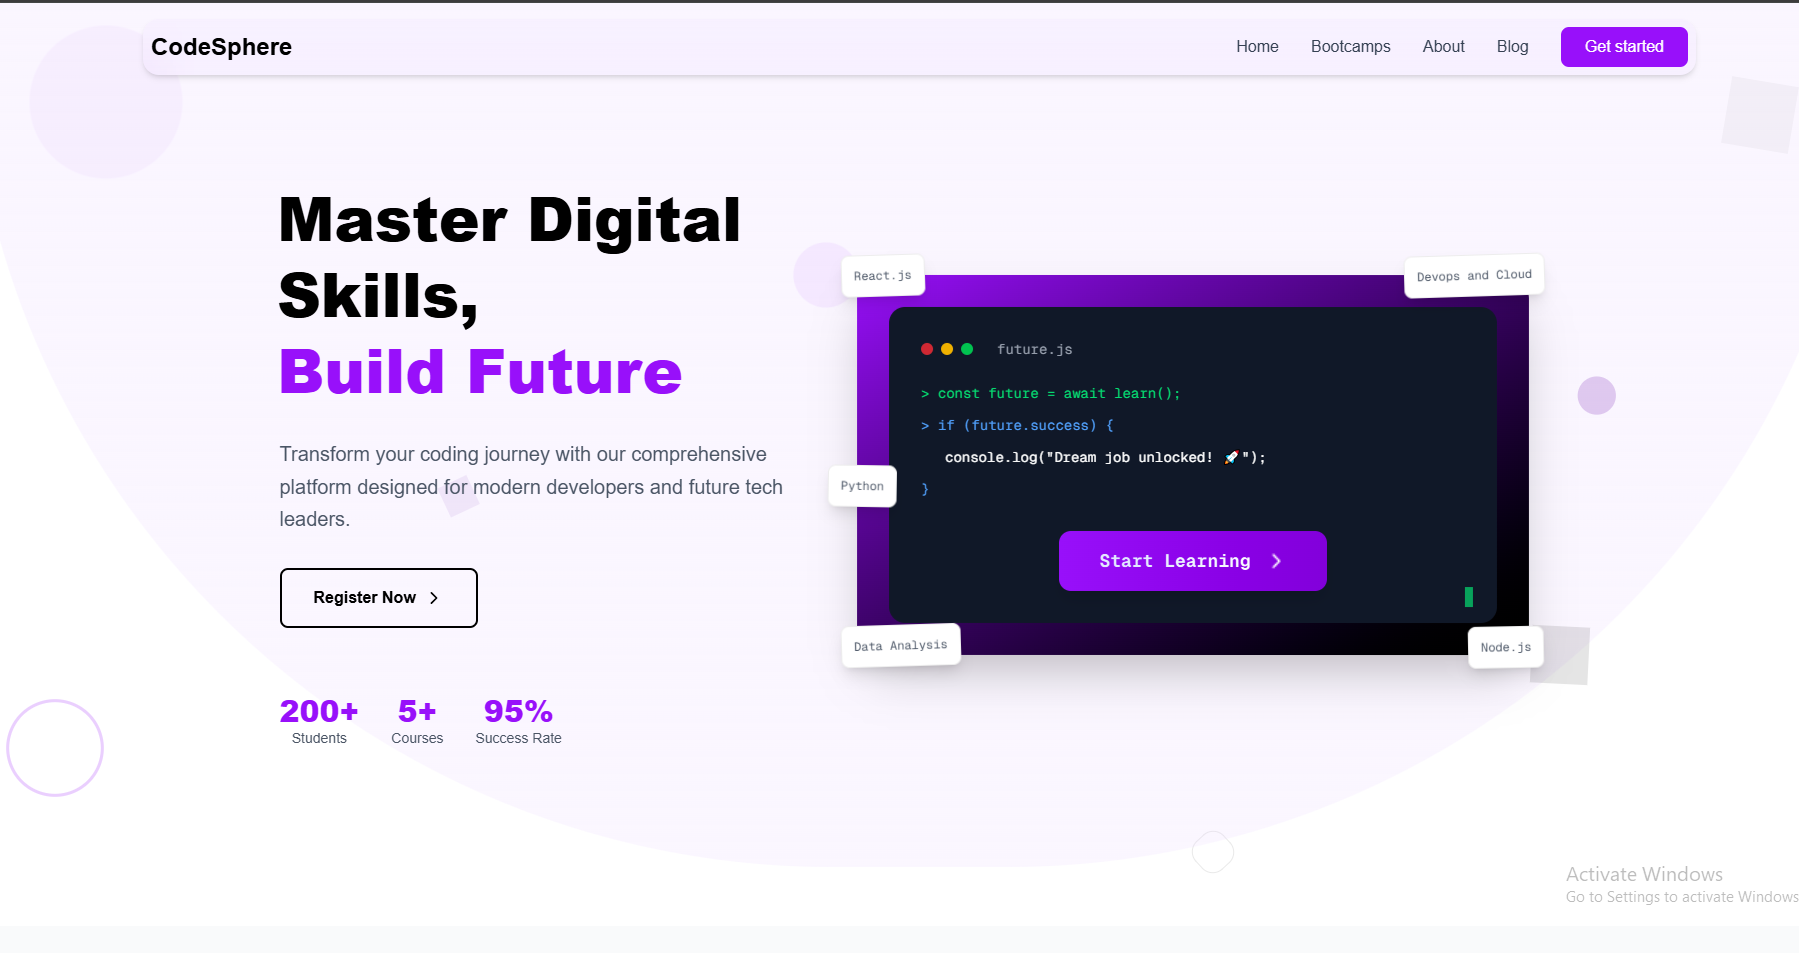 CodeSphere
Home
Bootcamps
About
Blog
Get started
Master Digital
Skills,
Build Future
Transform your coding journey with our comprehensive
platform designed for modern developers and future tech
leaders.
Register Now
200+
Students
5+
Courses
95%
Success Rate
React.js
Devops and Cloud
future.js
> const future = await learn();
> if (future.success) {
console.log("Dream job unlocked! 🚀");
}
Python
Start Learning
Data Analysis
Node.js
Activate Windows
Go to Settings to activate Windows